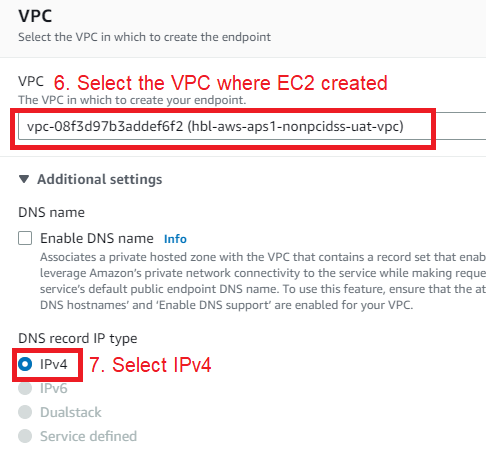 VPC
Select the VPC in which to create the endpoint
VPC 6. Select the VPC where EC2 created
The VPC in which to create your endpoint.
vpc-08f3d97b3addef6f2 (hbl-aws-aps1-nonpcidss-uat-vpc)
Additional settings
DNS name
Enable DNS name Info
Associates a private hosted zone with the VPC that contains a record set that enab
leverage Amazon's private network connectivity to the service while making reque
service's default public endpoint DNS name. To use this feature, ensure that the at
DNS hostnames' and 'Enable DNS support' are enabled for your VPC.
DNS record IP type
IPv4 7. Select IPv4
IPv6
Dualstack
Service defined